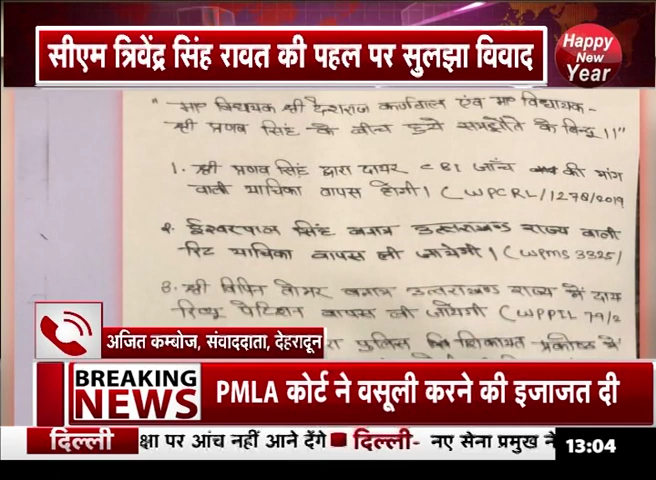 सीएम त्रिवेंद्र सिंह रावत की पहल पर सुलझा विवाद
Happy
New
Year
" मा० विधायक श्री देशराज कर्णवाल एवं मा० विधायक -
श्री प्रणव सिंह के बीच हुये समझौते के बिन्दु ।।"
1. श्री प्रणव सिंह द्वारा दायर CBI जाँच की मांग
वाली याचिका वापस होगी। (WPCRL/1278/2019
2. ईश्वरपाल सिंह बनाम उत्तराखण्ड राज्य वाली
रिट याचिका वापस ली जायेगी। (WPMS 3325/
3. श्री विपिन तोमर बनाम उत्तराखण्ड राज्य में दाय
पिटिशन वापस ली जायेगी (WPPIL 79/2
रा पुलिस शिकायत प्रकोष्ठ में
अजित कम्बोज, संवाददाता, देहरादून
BREAKING
NEWS
PMLA कोर्ट ने वसूली करने की इजाजत दी
दिल्ली
क्षा पर आंच नहीं आने देंगे दिल्ली- नए सेना प्रमुख ने
13:04